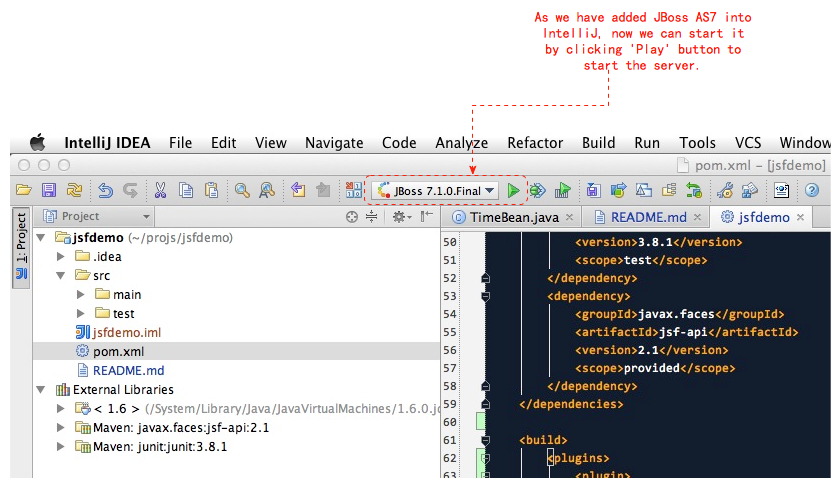 As we have added JBoss AS7 into
IntelliJ, now we can start it
by clicking 'Play' button to
start the server.
IntelliJ IDEA File Edit View Navigate Code Analyze Refactor Build Run Tools VCS Window
pom.xml – [jsfdemo]
JBoss 7.1.0.Final
1: Project
Project
TimeBean.java README.md jsfdemo
jsfdemo (~/projs/jsfdemo)
.idea
src
main
test
jsfdemo.iml
pom.xml
README.md
External Libraries
< 1.6 > (/System/Library/Java/JavaVirtualMachines/1.6.0.jd
Maven: javax.faces:jsf-api:2.1
Maven: junit:junit:3.8.1
50 <version>3.8.1</version>
51 <scope>test</scope>
52 </dependency>
53 <dependency>
54 <groupId>javax.faces</groupId>
55 <artifactId>jsf-api</artifactId>
56 <version>2.1</version>
57 <scope>provided</scope>
58 </dependency>
59 </dependencies>
60
61 <build>
62 <plugins>
63 <plugin>